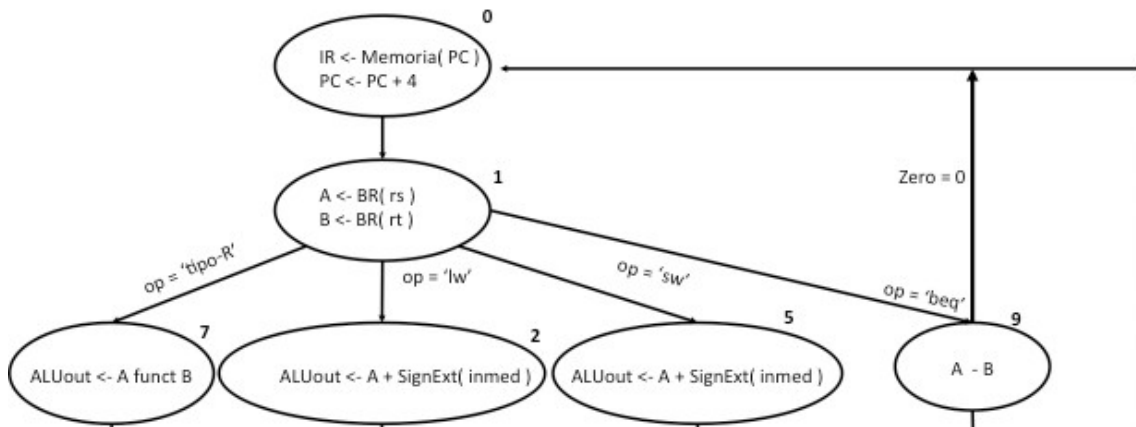 0
IR <- Memoria( PC )
PC <- PC + 4
1
A <- BR( rs )
B <- BR( rt )
Zero = 0
op = ‘tipo-R’
op = ‘lw’
op = ‘sw’
op = ‘beq’
7
2
5
9
ALUout <- A funct B
ALUout <- A + SignExt( inmed )
ALUout <- A + SignExt( inmed )
A - B